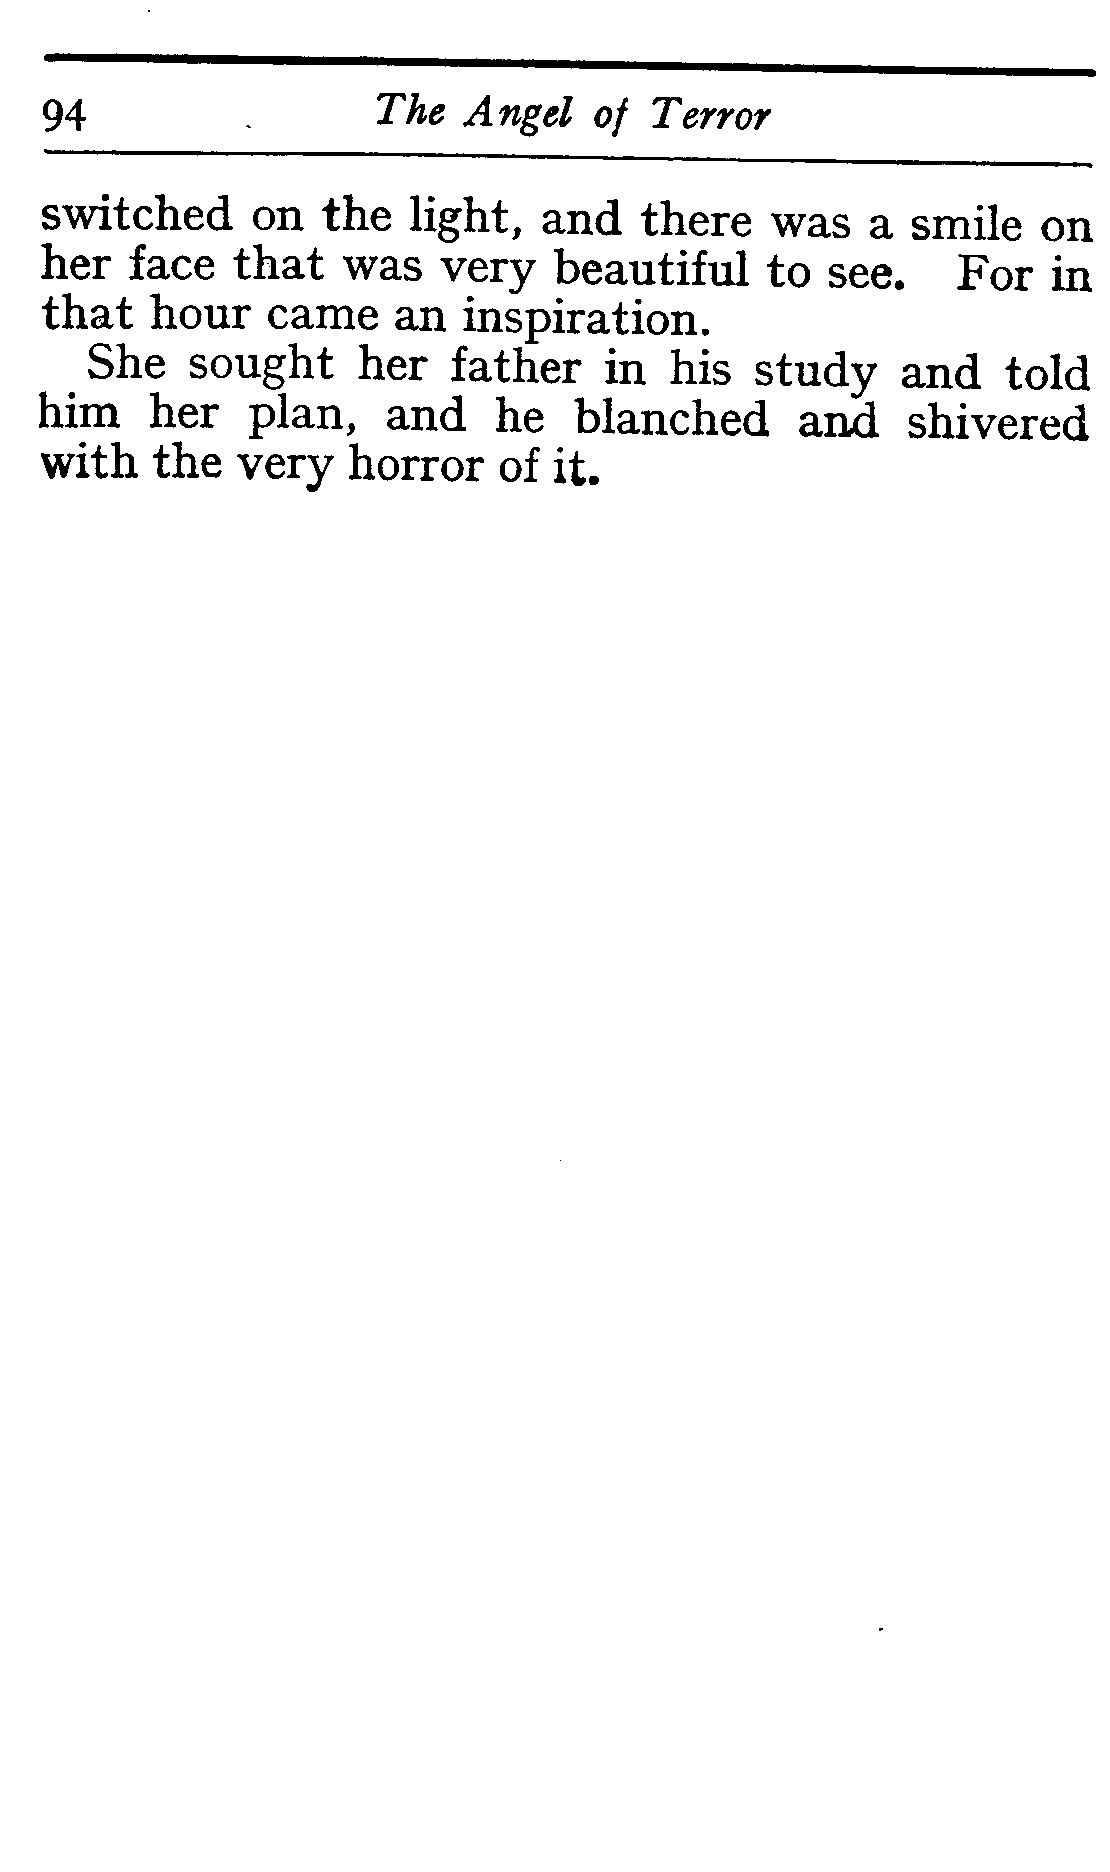 94 The Angel of Terror
switched on the light, and there was a smile on
her face that was very beautiful to see. For in
that hour came an inspiration.
She sought her father in his study and told
him her plan, and he blanched and shivered
with the very horror of it.